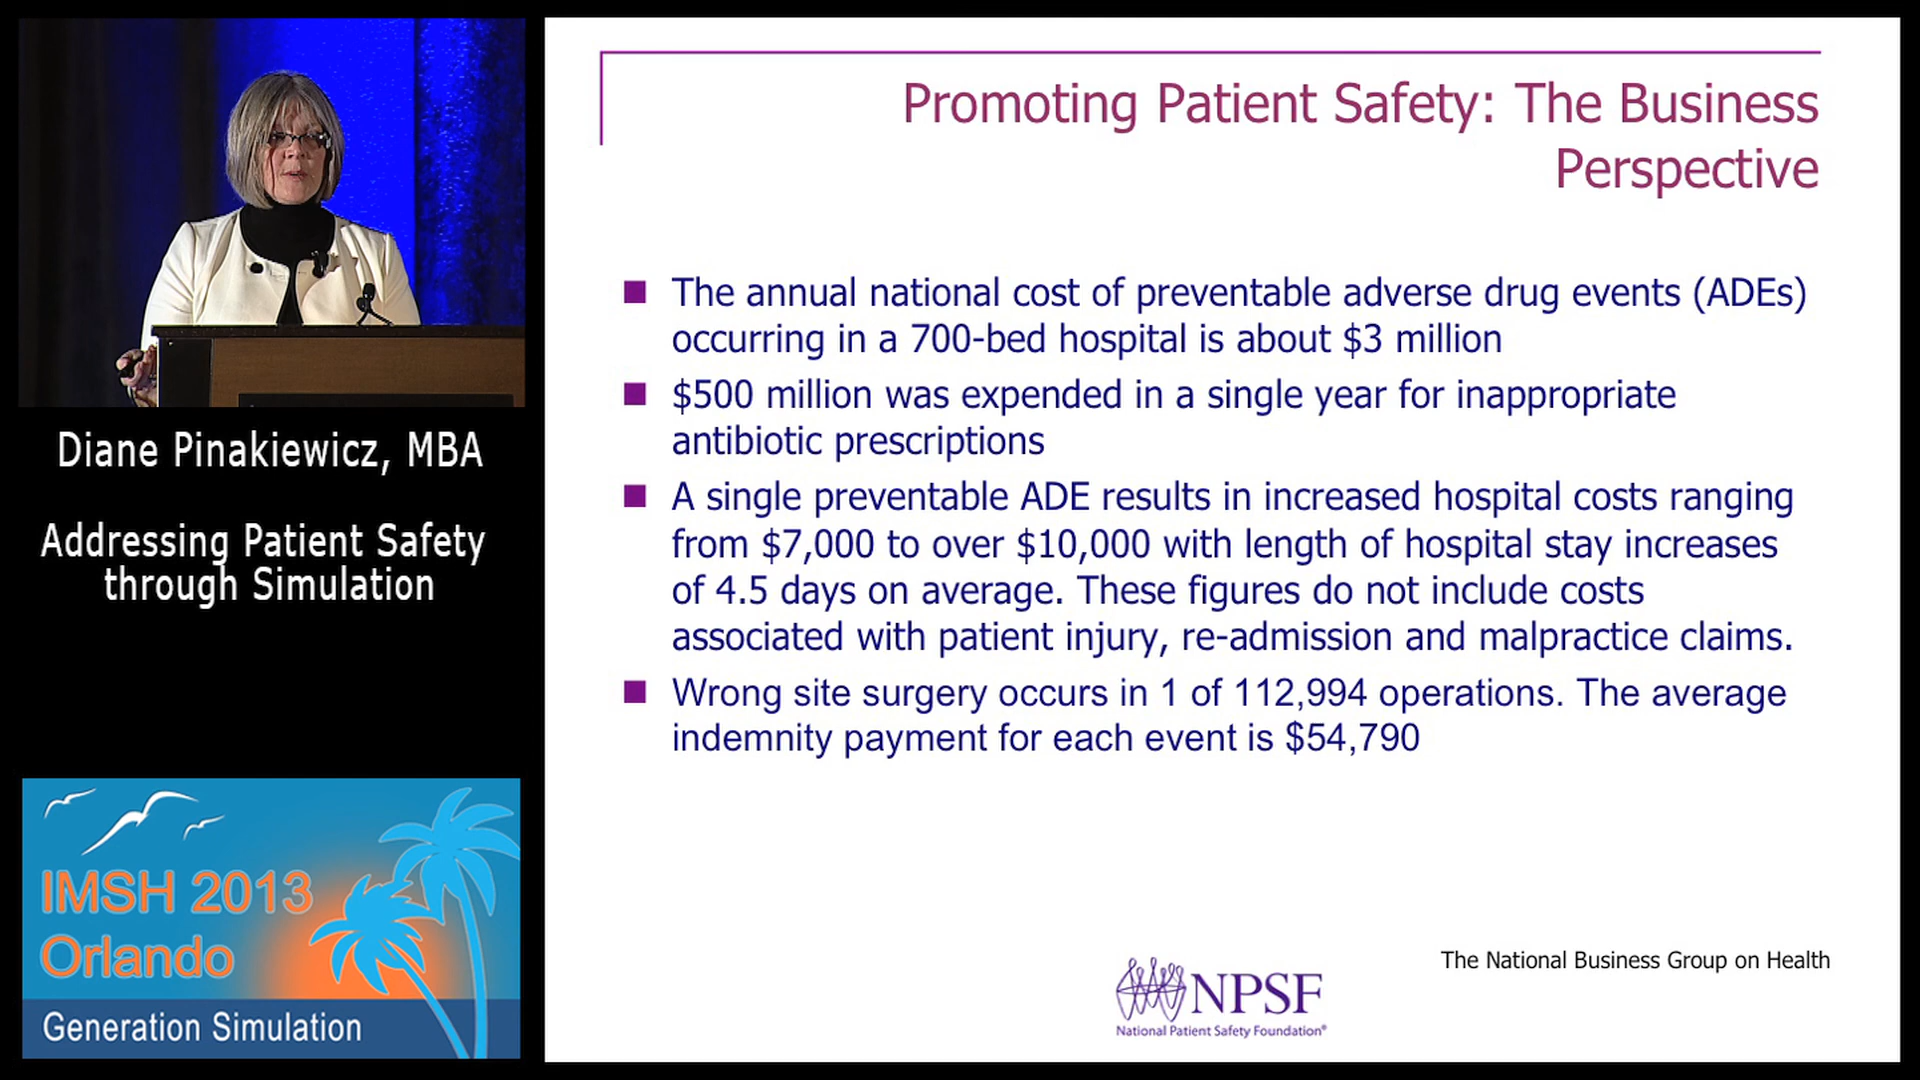 Diane Pinakiewicz, MBA
Addressing Patient Safety
through Simulation
IMSH 2013
Orlando
Generation Simulation
Promoting Patient Safety: The Business
Perspective
The annual national cost of preventable adverse drug events (ADEs)
occurring in a 700-bed hospital is about $3 million
$500 million was expended in a single year for inappropriate
antibiotic prescriptions
A single preventable ADE results in increased hospital costs ranging
from $7,000 to over $10,000 with length of hospital stay increases
of 4.5 days on average. These figures do not include costs
associated with patient injury, re-admission and malpractice claims.
Wrong site surgery occurs in 1 of 112,994 operations. The average
indemnity payment for each event is $54,790
The National Business Group on Health
NPSF
National Patient Safety Foundation®